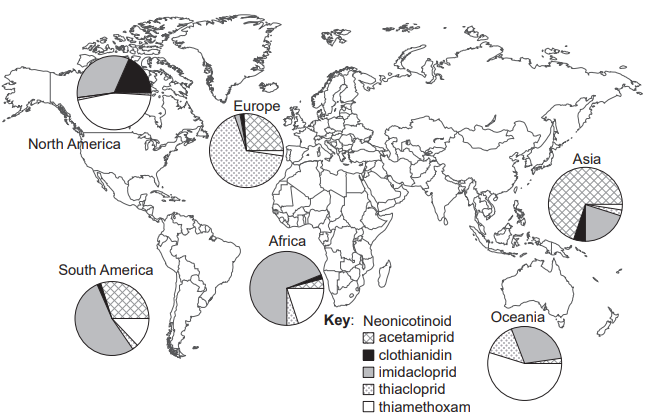 Europe
North America
Asia
Africa
South America
Oceania
Key: Neonicotinoid
acetamiprid
clothianidin
imidacloprid
thiacloprid
thiamethoxam